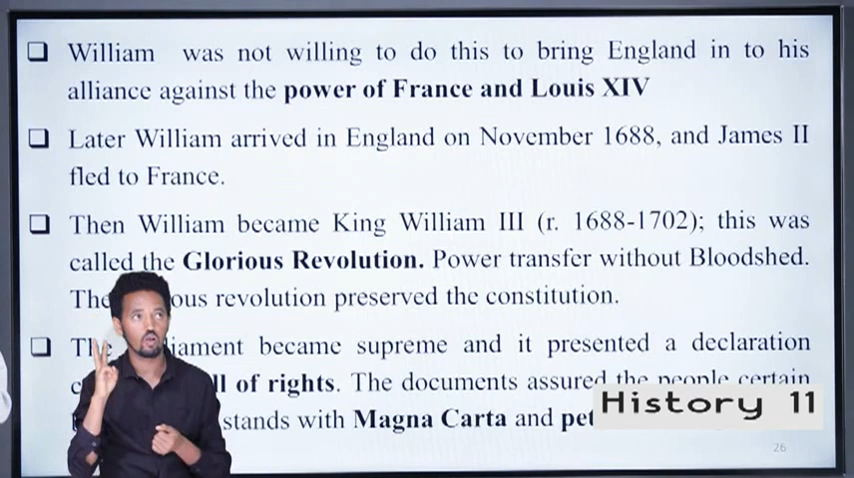 ❑ William was not willing to do this to bring England in to his
alliance against the power of France and Louis XIV
❑ Later William arrived in England on November 1688, and James II
fled to France.
❑ Then William became King William III (r. 1688-1702); this was
called the Glorious Revolution. Power transfer without Bloodshed.
The ous revolution preserved the constitution.
❑ Th iament became supreme and it presented a declaration
ll of rights. The documents assured the people certain
stands with Magna Carta and pet
History 11
26